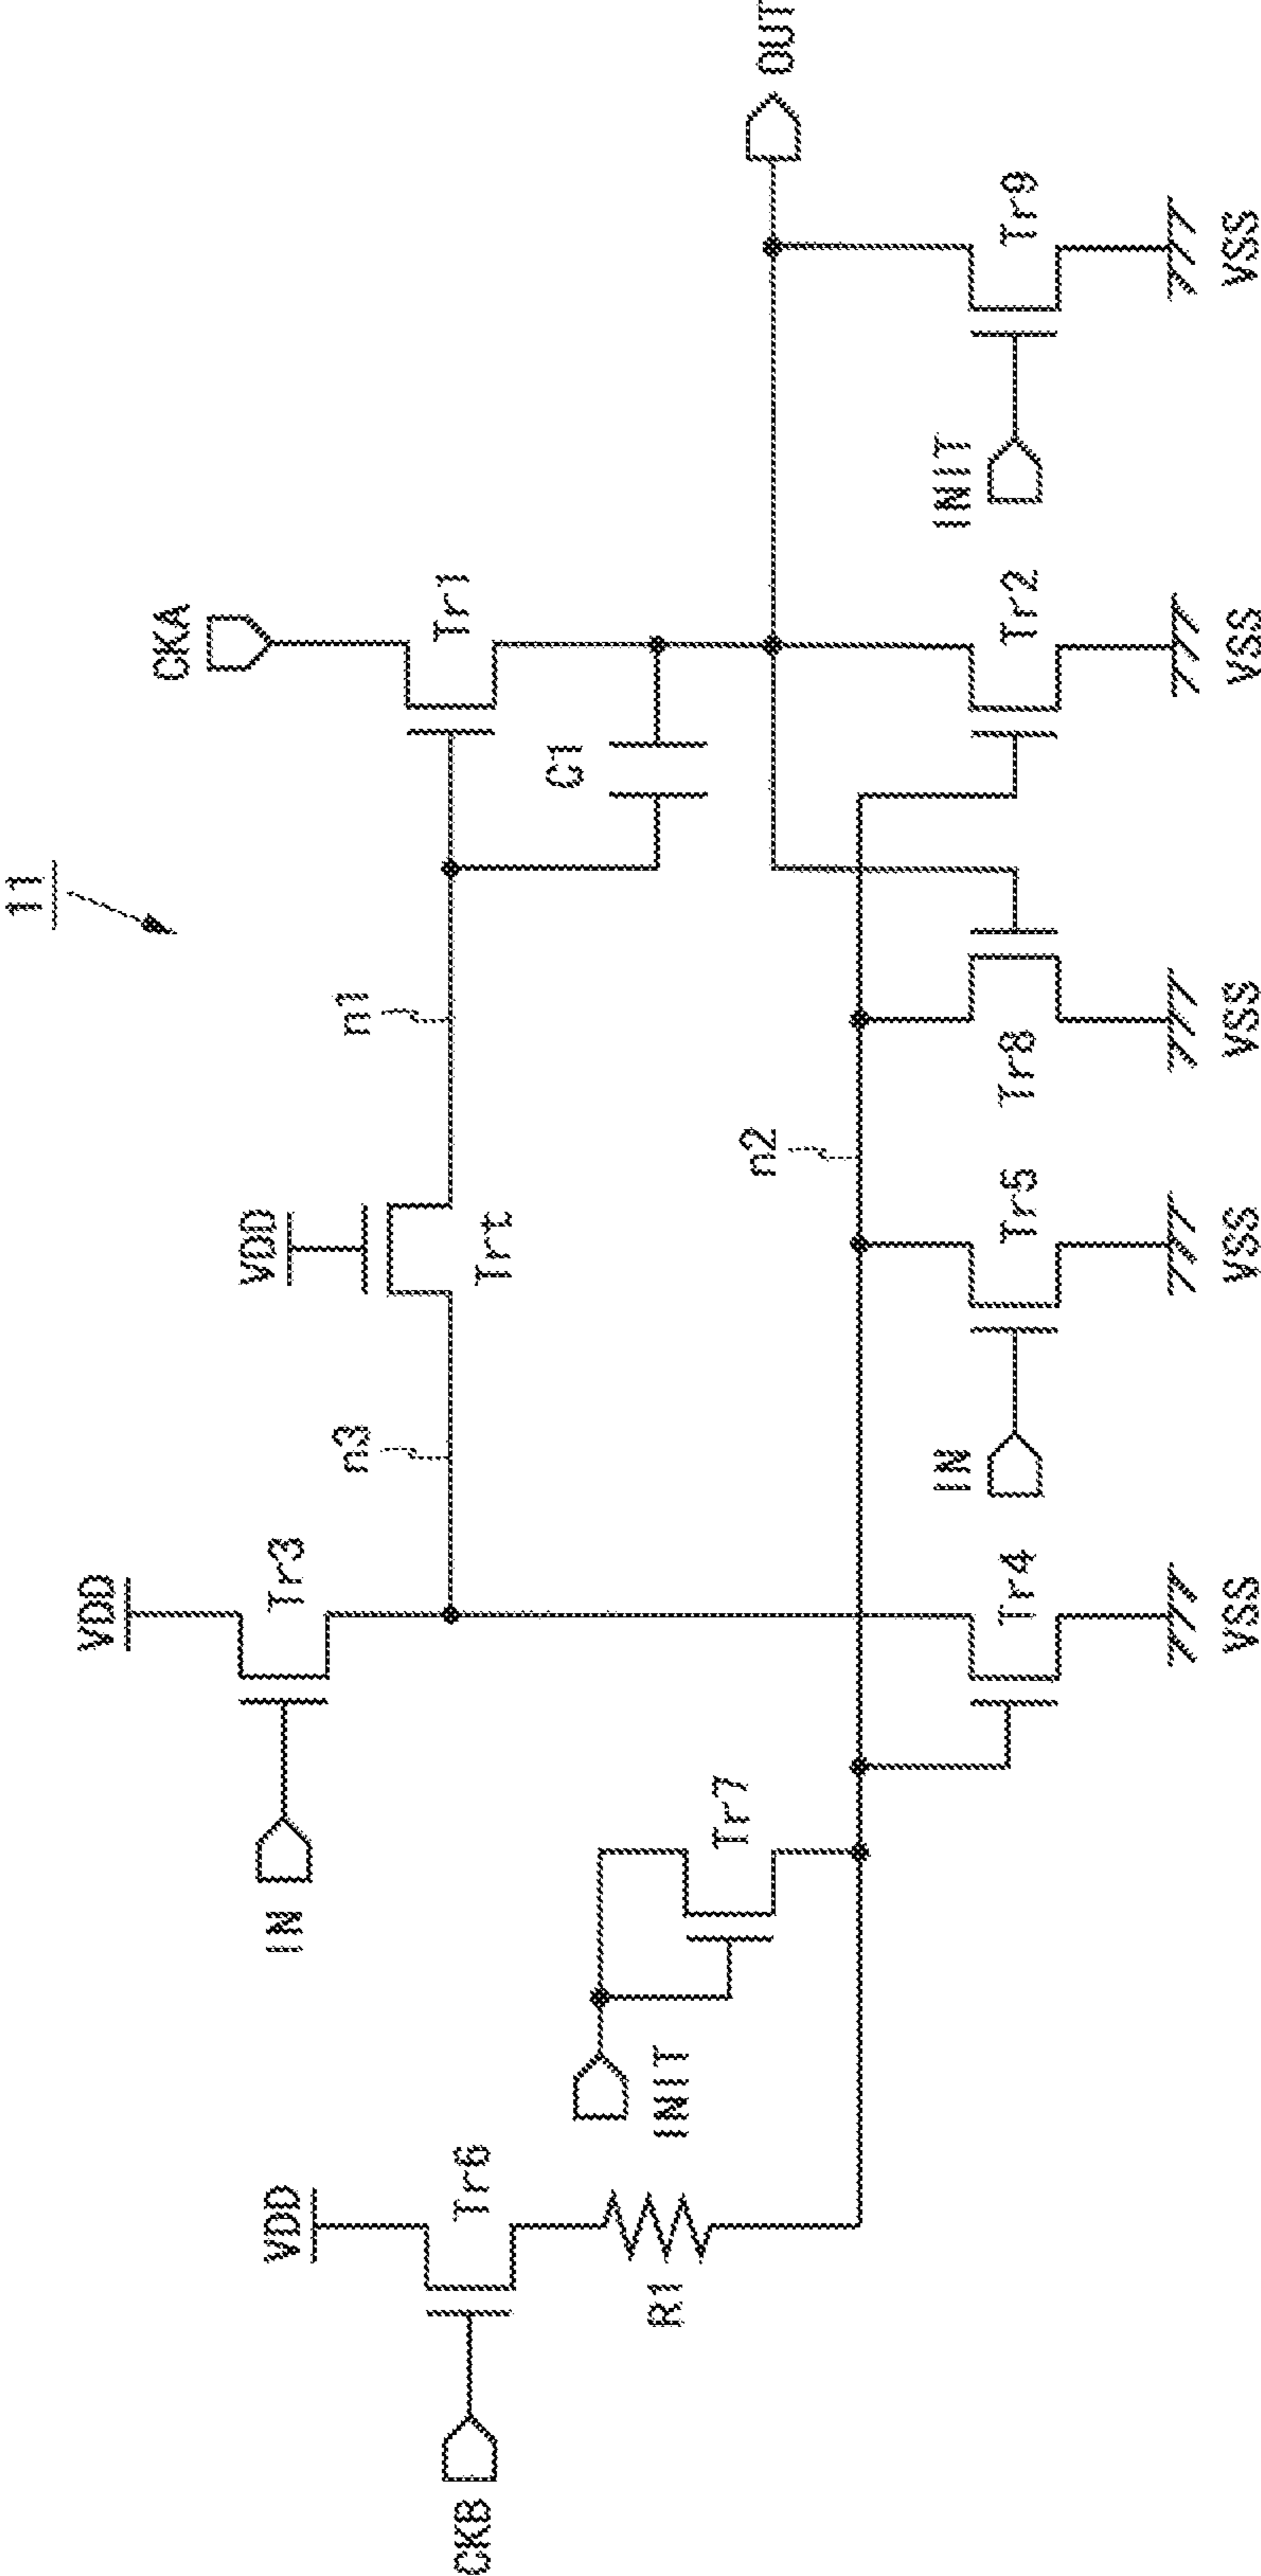 11
CKA
VDD
Tr3
VDD
n1
Tr1
IN
n3
Trt
C1
VDD
Tr6
CKB
INIT
Tr7
R1
n2
OUT
IN
Tr4
Tr5
Tr8
Tr2
INIT
Tr9
VSS
VSS
VSS
VSS
VSS